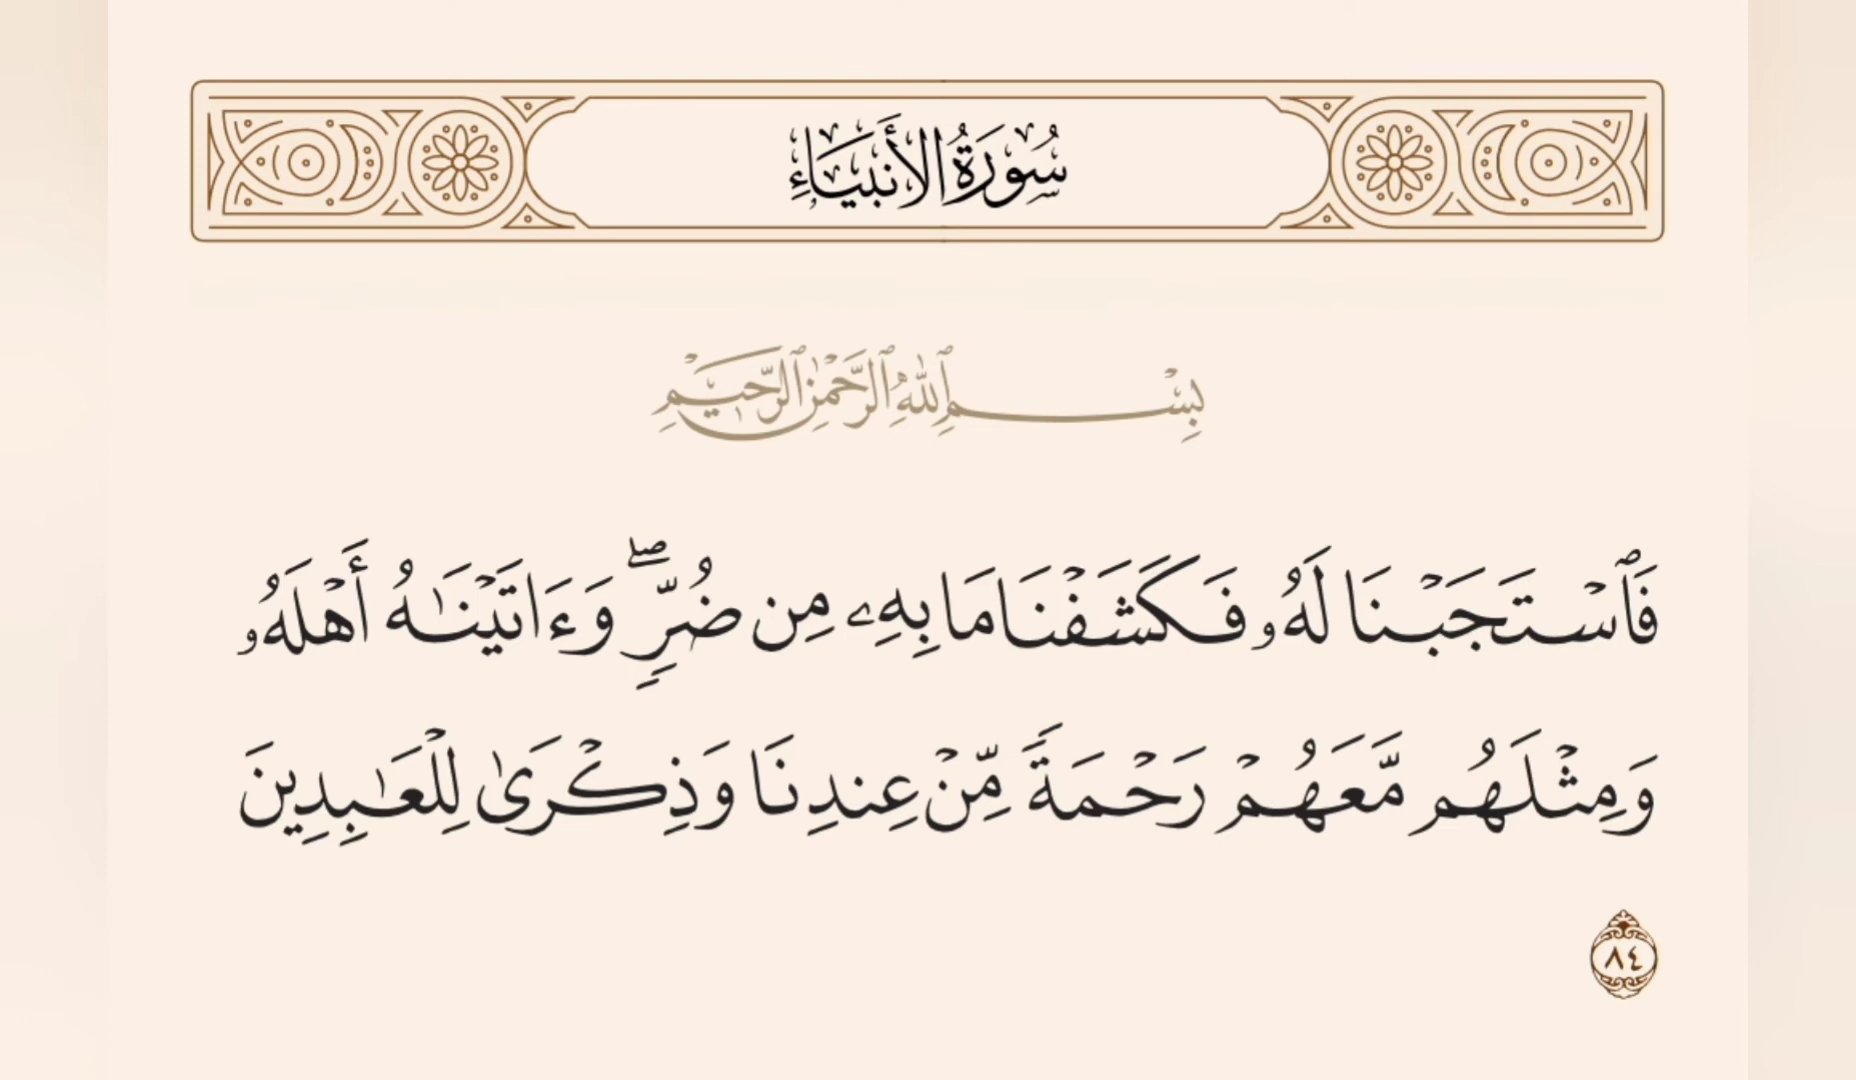 سُورَةُ الأَنبِيَاءِ
بِسْمِ ٱللَّهِ ٱلرَّحْمَٰنِ ٱلرَّحِيمِ
فَٱسْتَجَبْنَا لَهُۥ فَكَشَفْنَا مَا بِهِۦ مِن ضُرٍّۖ وَءَاتَيْنَٰهُ أَهْلَهُۥ
وَمِثْلَهُم مَّعَهُمْ رَحْمَةً مِّنْ عِندِنَا وَذِكْرَىٰ لِلْعَٰبِدِينَ
٨٤